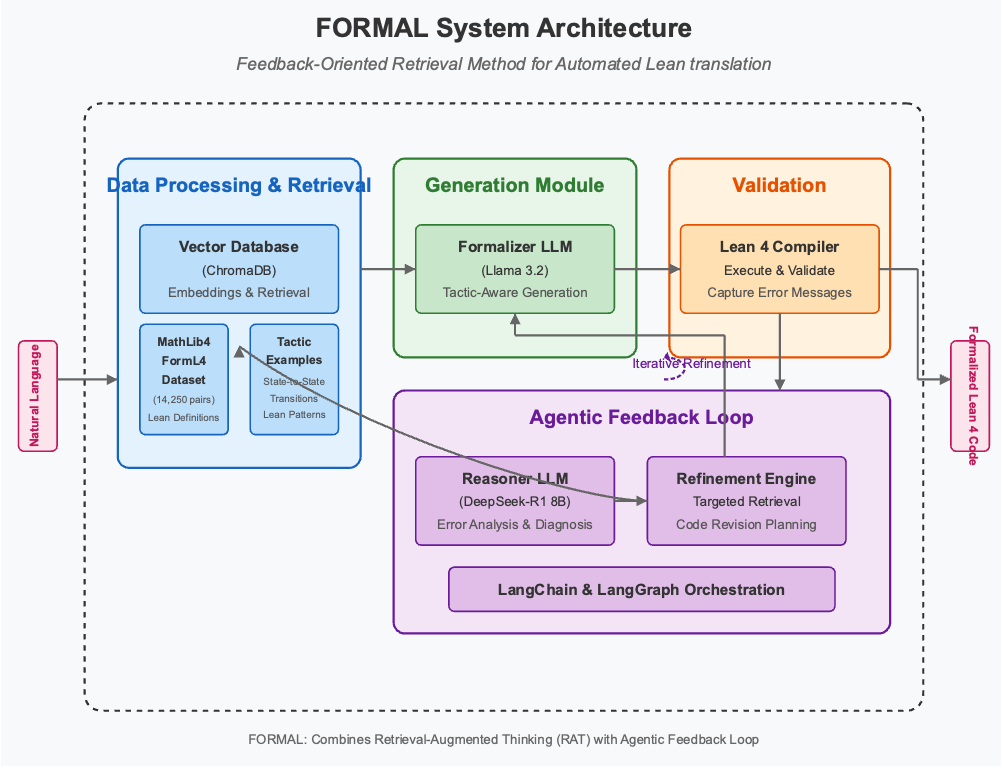 FORMAL System Architecture
Feedback-Oriented Retrieval Method for Automated Lean translation
Natural Language
Data Processing & Retrieval
Vector Database
(ChromaDB)
Embeddings & Retrieval
MathLib4
FormL4
Dataset
(14,250 pairs)
Lean Definitions
Tactic
Examples
State-to-State
Transitions
Lean Patterns
Generation Module
Formalizer LLM
(Llama 3.2)
Tactic-Aware Generation
Validation
Lean 4 Compiler
Execute & Validate
Capture Error Messages
Iterative Refinement
Agentic Feedback Loop
Reasoner LLM
(DeepSeek-R1 8B)
Error Analysis & Diagnosis
Refinement Engine
Targeted Retrieval
Code Revision Planning
LangChain & LangGraph Orchestration
Formalized Lean 4 Code
FORMAL: Combines Retrieval-Augmented Thinking (RAT) with Agentic Feedback Loop